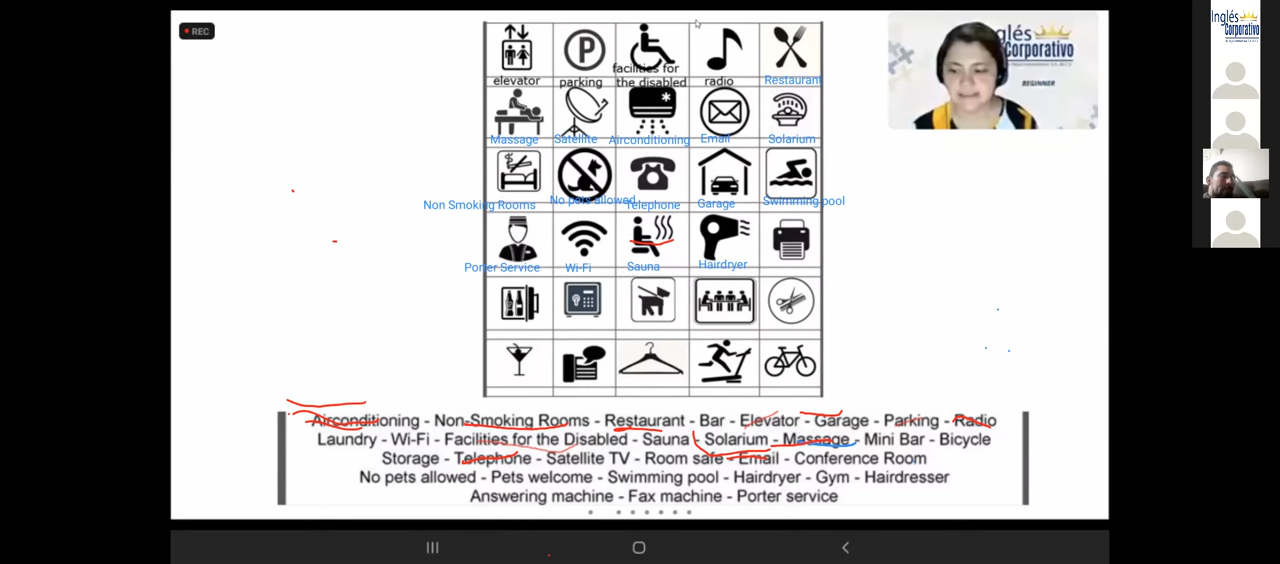 REC
elevator
parking
facilities for
the disabled
radio
Restaurant
Massage
Satellite
Airconditioning
Email
Solarium
Non Smoking Rooms
No pets allowed
Telephone
Garage
Swimming pool
Porter Service
Wi-Fi
Sauna
Hairdryer
Airconditioning - Non-Smoking Rooms - Restaurant - Bar - Elevator - Garage - Parking - Radio
Laundry - Wi-Fi - Facilities for the Disabled - Sauna - Solarium - Massage - Mini Bar - Bicycle
Storage - Telephone - Satellite TV - Room safe - Email - Conference Room
No pets allowed - Pets welcome - Swimming pool - Hairdryer - Gym - Hairdresser
Answering machine - Fax machine - Porter service
nglés
Corporativo
BEGINNER
Inglés
Corporativo